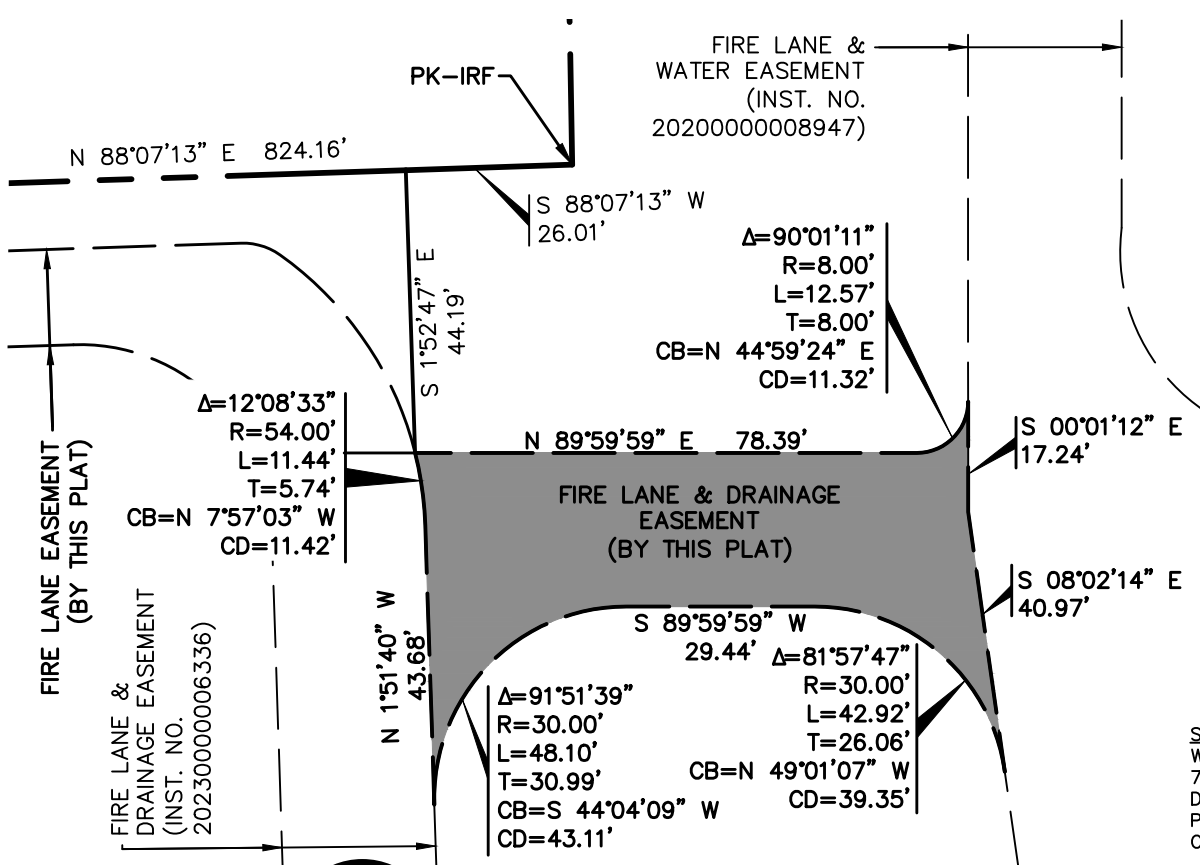 FIRE LANE &
WATER EASEMENT
(INST. NO.
20200000008947)
PK-IRF
N 88°07'13" E 824.16'
S 88°07'13" W
26.01'
S 1°52'47" E
44.19'
Δ=90°01'11"
R=8.00'
L=12.57'
T=8.00'
CB=N 44°59'24" E
CD=11.32'
Δ=12°08'33"
R=54.00'
L=11.44'
T=5.74'
CB=N 7°57'03" W
CD=11.42'
N 89°59'59" E 78.39'
S 00°01'12" E
17.24'
FIRE LANE EASEMENT
(BY THIS PLAT)
FIRE LANE & DRAINAGE
EASEMENT
(BY THIS PLAT)
S 08°02'14" E
40.97'
FIRE LANE &
DRAINAGE EASEMENT
(INST. NO.
2023000006336)
N 1°51'40" W
43.68'
S 89°59'59" W
29.44'
Δ=91°51'39"
R=30.00'
L=48.10'
T=30.99'
CB=S 44°04'09" W
CD=43.11'
Δ=81°57'47"
R=30.00'
L=42.92'
T=26.06'
CB=N 49°01'07" W
CD=39.35'
S
W
7
D
P
C